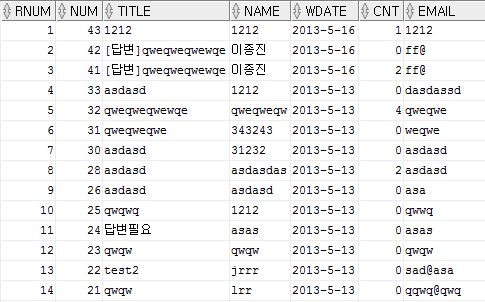 RNUM NUM TITLE NAME WDATE CNT EMAIL
1 43 1212 1212 2013-5-16 1 1212
2 42 [답변]qweqweqwewqe 이종진 2013-5-16 0 ff@
3 41 [답변]qweqweqwewqe 이종진 2013-5-16 2 ff@
4 33 asdasd 1212 2013-5-13 0 dasdassd
5 32 qweqweqwewqe qweqweqw 2013-5-13 4 qweqwe
6 31 qweqweqwe 343243 2013-5-13 0 weqwe
7 30 asdasd 31232 2013-5-13 0 asdasd
8 28 asdasd asdasdas 2013-5-13 2 asdasd
9 26 asdasd asdasd 2013-5-13 0 asa
10 25 qwqwq 1212 2013-5-13 0 qwwq
11 24 답변필요 asas 2013-5-13 0 asas
12 23 qwqw qwqw 2013-5-13 0 qwqw
13 22 test2 jrrr 2013-5-13 0 sad@asa
14 21 qwqw lrr 2013-5-13 0 qqwq@qwq